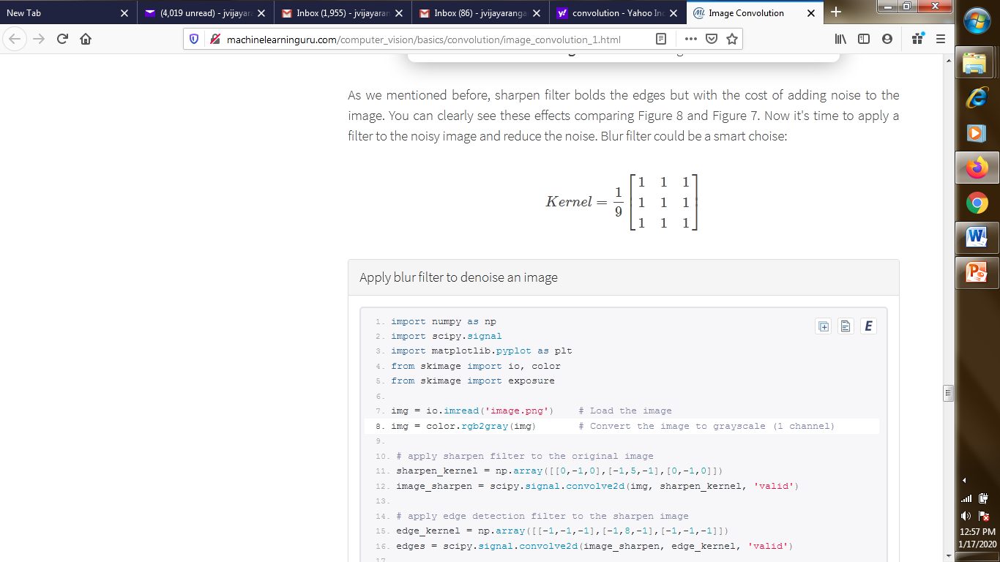 New Tab
(4,019 unread) - jvijayara
Inbox (1,955) - jvijayaran
Inbox (86) - jvijayaranga
convolution - Yahoo In
Image Convolution
machinelearningguru.com/computer_vision/basics/convolution/image_convolution_1.html
As we mentioned before, sharpen filter bolds the edges but with the cost of adding noise to the
image. You can clearly see these effects comparing Figure 8 and Figure 7. Now it's time to apply a
filter to the noisy image and reduce the noise. Blur filter could be a smart choise:
Kernel = 1/9
1 1 1
1 1 1
1 1 1
Apply blur filter to denoise an image
1. import numpy as np
2. import scipy.signal
3. import matplotlib.pyplot as plt
4. from skimage import io, color
5. from skimage import exposure
6.
7. img = io.imread('image.png')    # Load the image
8. img = color.rgb2gray(img)       # Convert the image to grayscale (1 channel)
9.
10. # apply sharpen filter to the original image
11. sharpen_kernel = np.array([[0,-1,0],[-1,5,-1],[0,-1,0]])
12. image_sharpen = scipy.signal.convolve2d(img, sharpen_kernel, 'valid')
13.
14. # apply edge detection filter to the sharpen image
15. edge_kernel = np.array([[-1,-1,-1],[-1,8,-1],[-1,-1,-1]])
16. edges = scipy.signal.convolve2d(image_sharpen, edge_kernel, 'valid')
17.
E
12:57 PM
1/17/2020